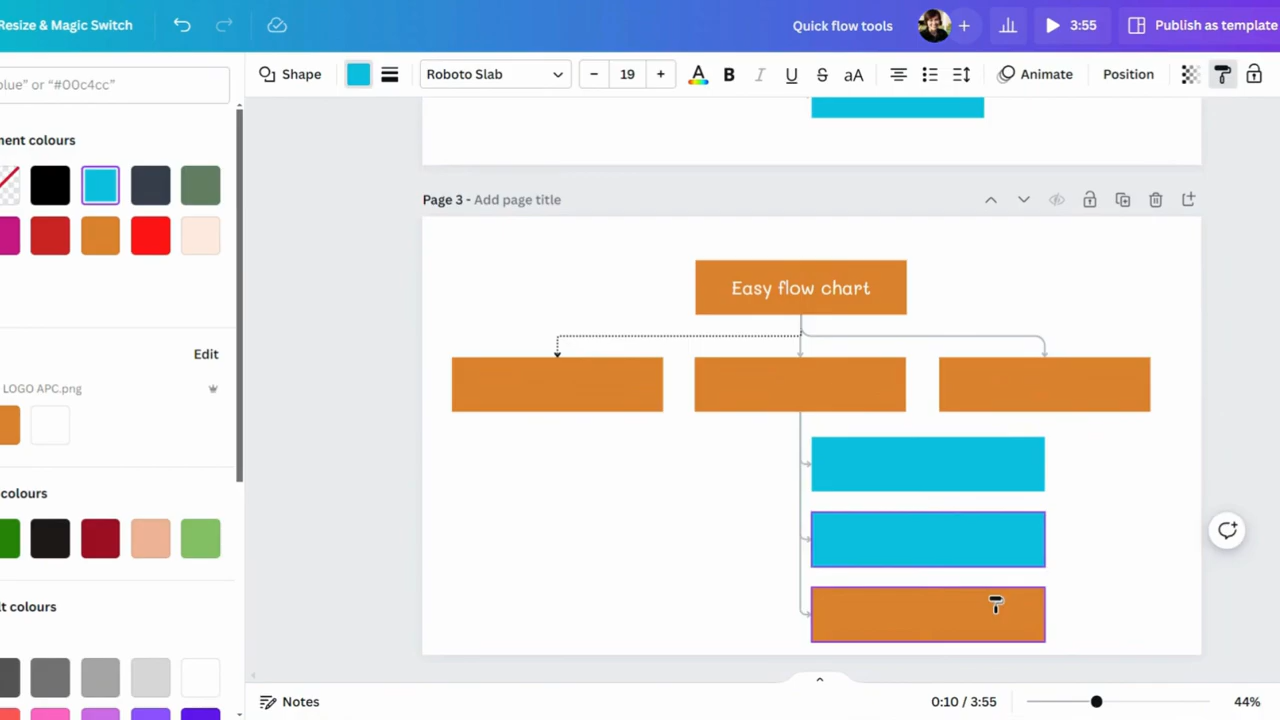 Resize & Magic Switch
Quick flow tools
3:55
Publish as template
blue” or “#00c4cc”
Shape
Roboto Slab
19
A
B
I
U
S
aA
Animate
Position
ment colours
Page 3 - Add page title
Easy flow chart
Edit
LOGO APC.png
colours
lt colours
Notes
0:10 / 3:55
44%